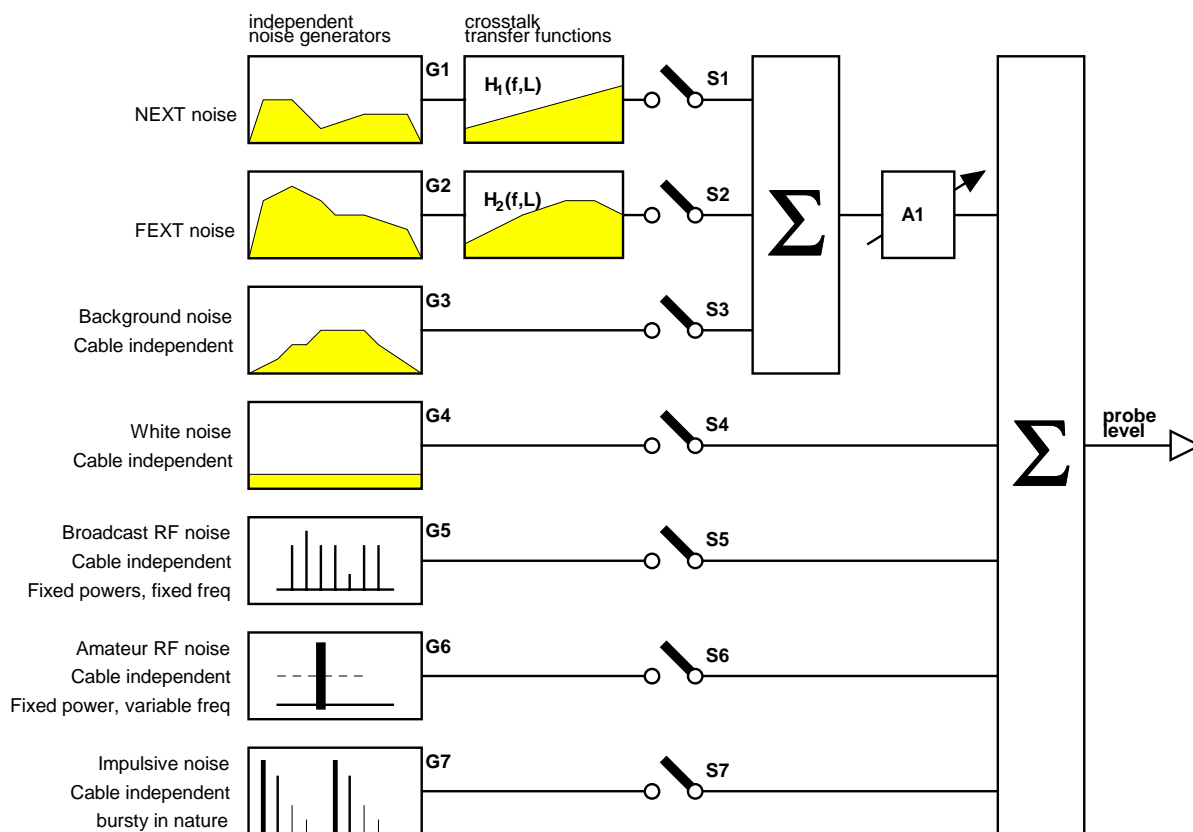 independent
noise generators
crosstalk
transfer functions
NEXT noise
G1
H1(f,L)
S1
FEXT noise
G2
H2(f,L)
S2
Σ
A1
Background noise
Cable independent
G3
S3
White noise
Cable independent
G4
S4
Σ
probe
level
Broadcast RF noise
Cable independent
Fixed powers, fixed freq
G5
S5
Amateur RF noise
Cable independent
Fixed power, variable freq
G6
S6
Impulsive noise
Cable independent
bursty in nature
G7
S7